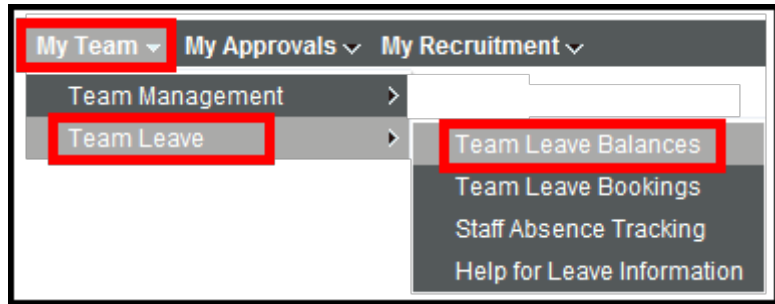 My Team My Approvals My Recruitment
Team Management
Team Leave
Team Leave Balances
Team Leave Bookings
Staff Absence Tracking
Help for Leave Information